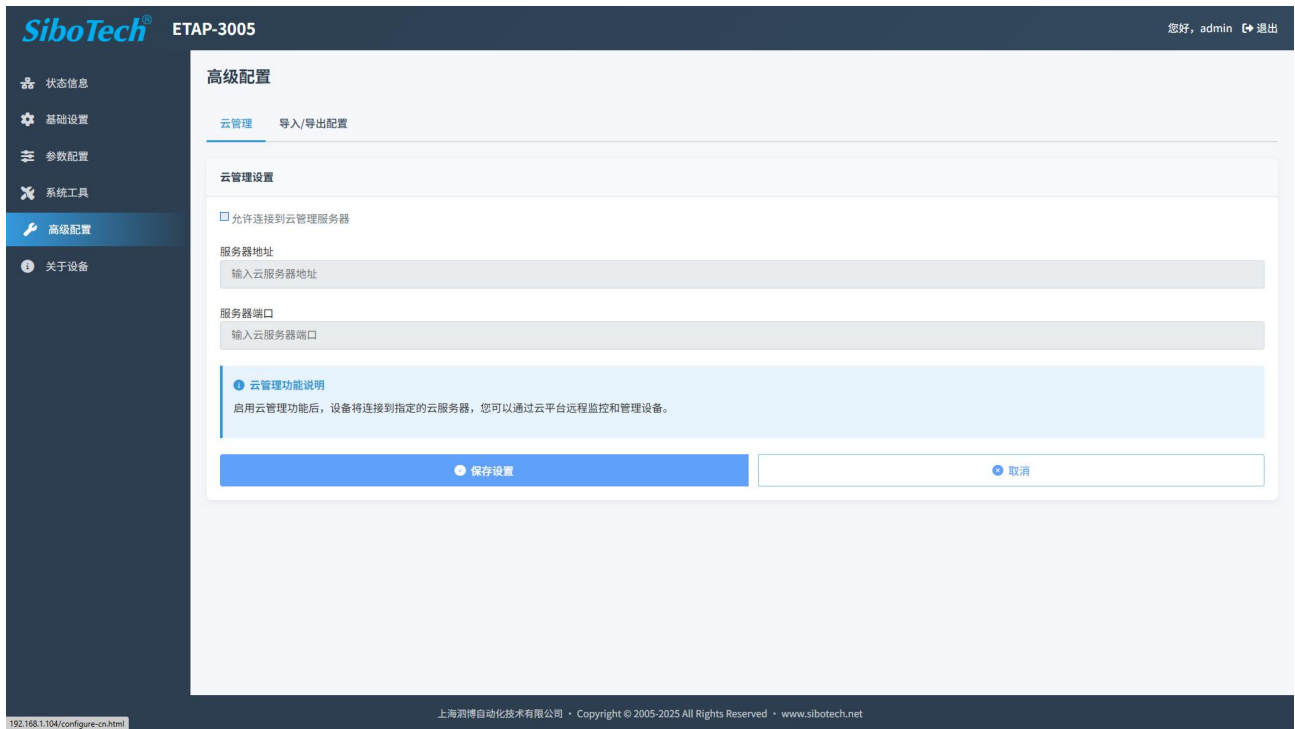 SiboTech® ETAP-3005
您好，admin 退出
状态信息
基础设置
参数配置
系统工具
高级配置
关于设备
高级配置
云管理 导入/导出配置
云管理设置
允许连接到云管理服务器
服务器地址
输入云服务器地址
服务器端口
输入云服务器端口
云管理功能说明
启用云管理功能后，设备将连接到指定的云服务器，您可以通过云平台远程监控和管理设备。
保存设置 取消
上海泗博自动化技术有限公司 · Copyright © 2005-2025 All Rights Reserved · www.sibotech.net
192.168.1.104/configure-cn.html